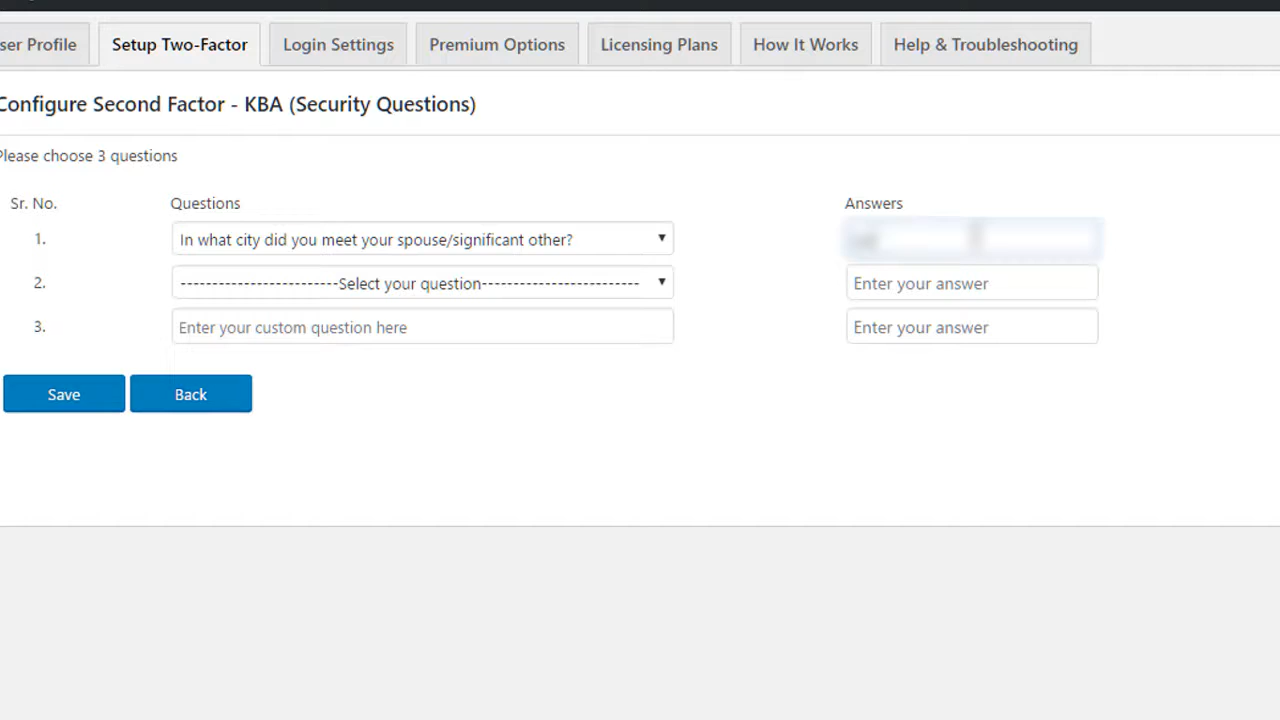 ser Profile
Setup Two-Factor
Login Settings
Premium Options
Licensing Plans
How It Works
Help & Troubleshooting
Configure Second Factor - KBA (Security Questions)
Please choose 3 questions
Sr. No.
Questions
Answers
1.
In what city did you meet your spouse/significant other?
2.
-------------------------Select your question-------------------------
Enter your answer
3.
Enter your custom question here
Enter your answer
Save
Back